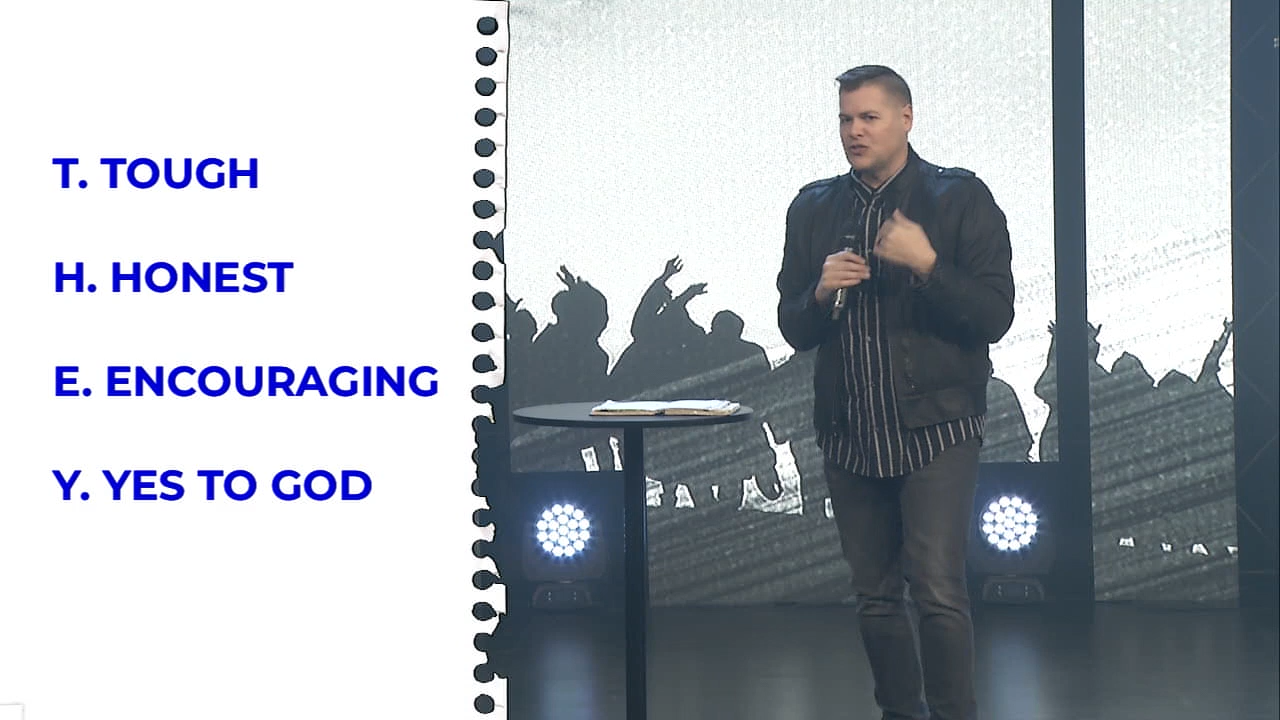 T. TOUGH
H. HONEST
E. ENCOURAGING
Y. YES TO GOD